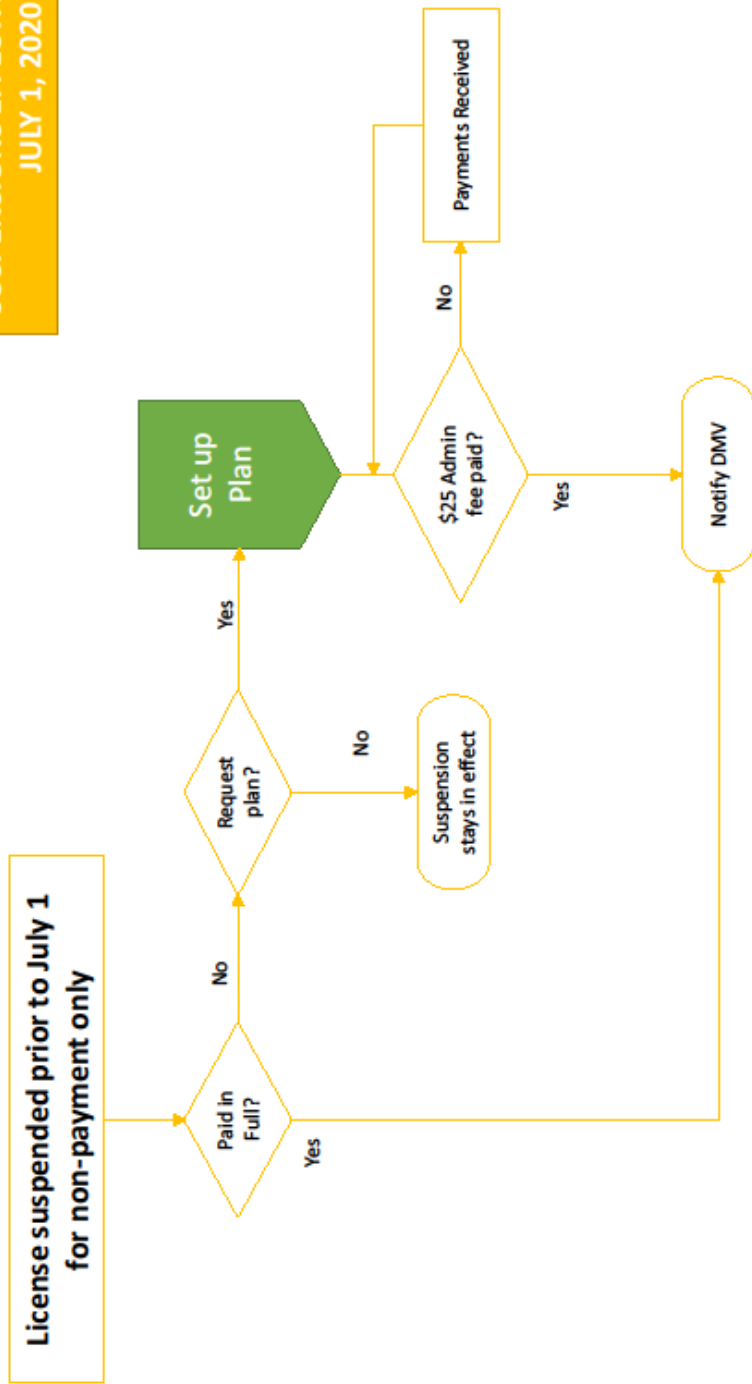 JULY 1, 2020
License suspended prior to July 1
for non-payment only
Paid in
Full?
No
Yes
Request
plan?
Yes
No
Suspension
stays in effect
Set up
Plan
$25 Admin
fee paid?
No
Yes
Payments Received
Notify DMV